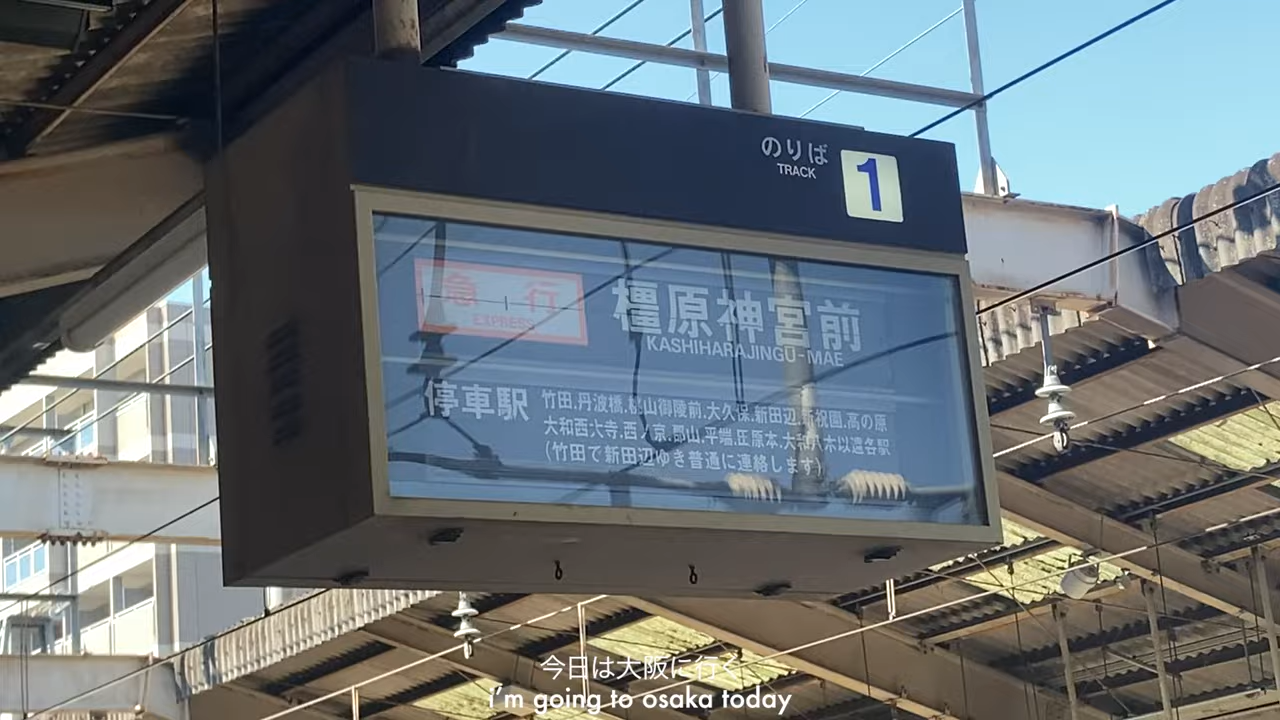 のりば
TRACK
1
急行
EXPRESS
橿原神宮前
KASHIHARAJINGŪ-MAE
停車駅
竹田.丹波橋.桃山御陵前.大久保.新田辺.新祝園.高の原
大和西大寺.西ノ京.郡山.平端.田原本.大和八木以遠各駅
(竹田で新田辺ゆき普通に連絡します)
今日は大阪に行く
i'm going to osaka today